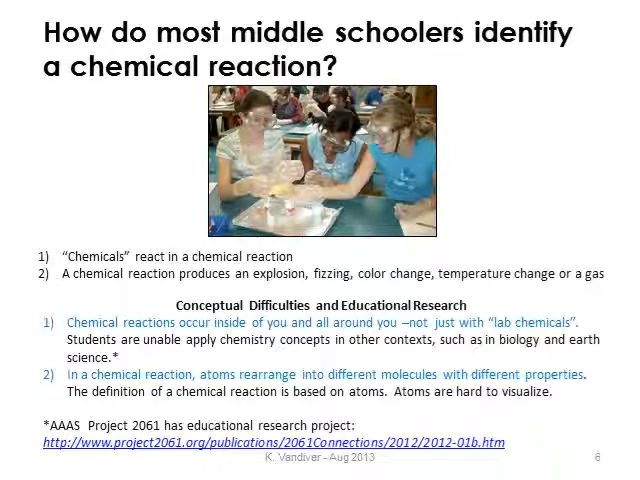 How do most middle schoolers identify
a chemical reaction?
1) “Chemicals” react in a chemical reaction
2) A chemical reaction produces an explosion, fizzing, color change, temperature change or a gas
Conceptual Difficulties and Educational Research
1) Chemical reactions occur inside of you and all around you –not just with “lab chemicals”.
Students are unable apply chemistry concepts in other contexts, such as in biology and earth
science.*
2) In a chemical reaction, atoms rearrange into different molecules with different properties.
The definition of a chemical reaction is based on atoms. Atoms are hard to visualize.
*AAAS Project 2061 has educational research project:
http://www.project2061.org/publications/2061Connections/2012/2012-01b.htm
K. Vandiver - Aug 2013
6